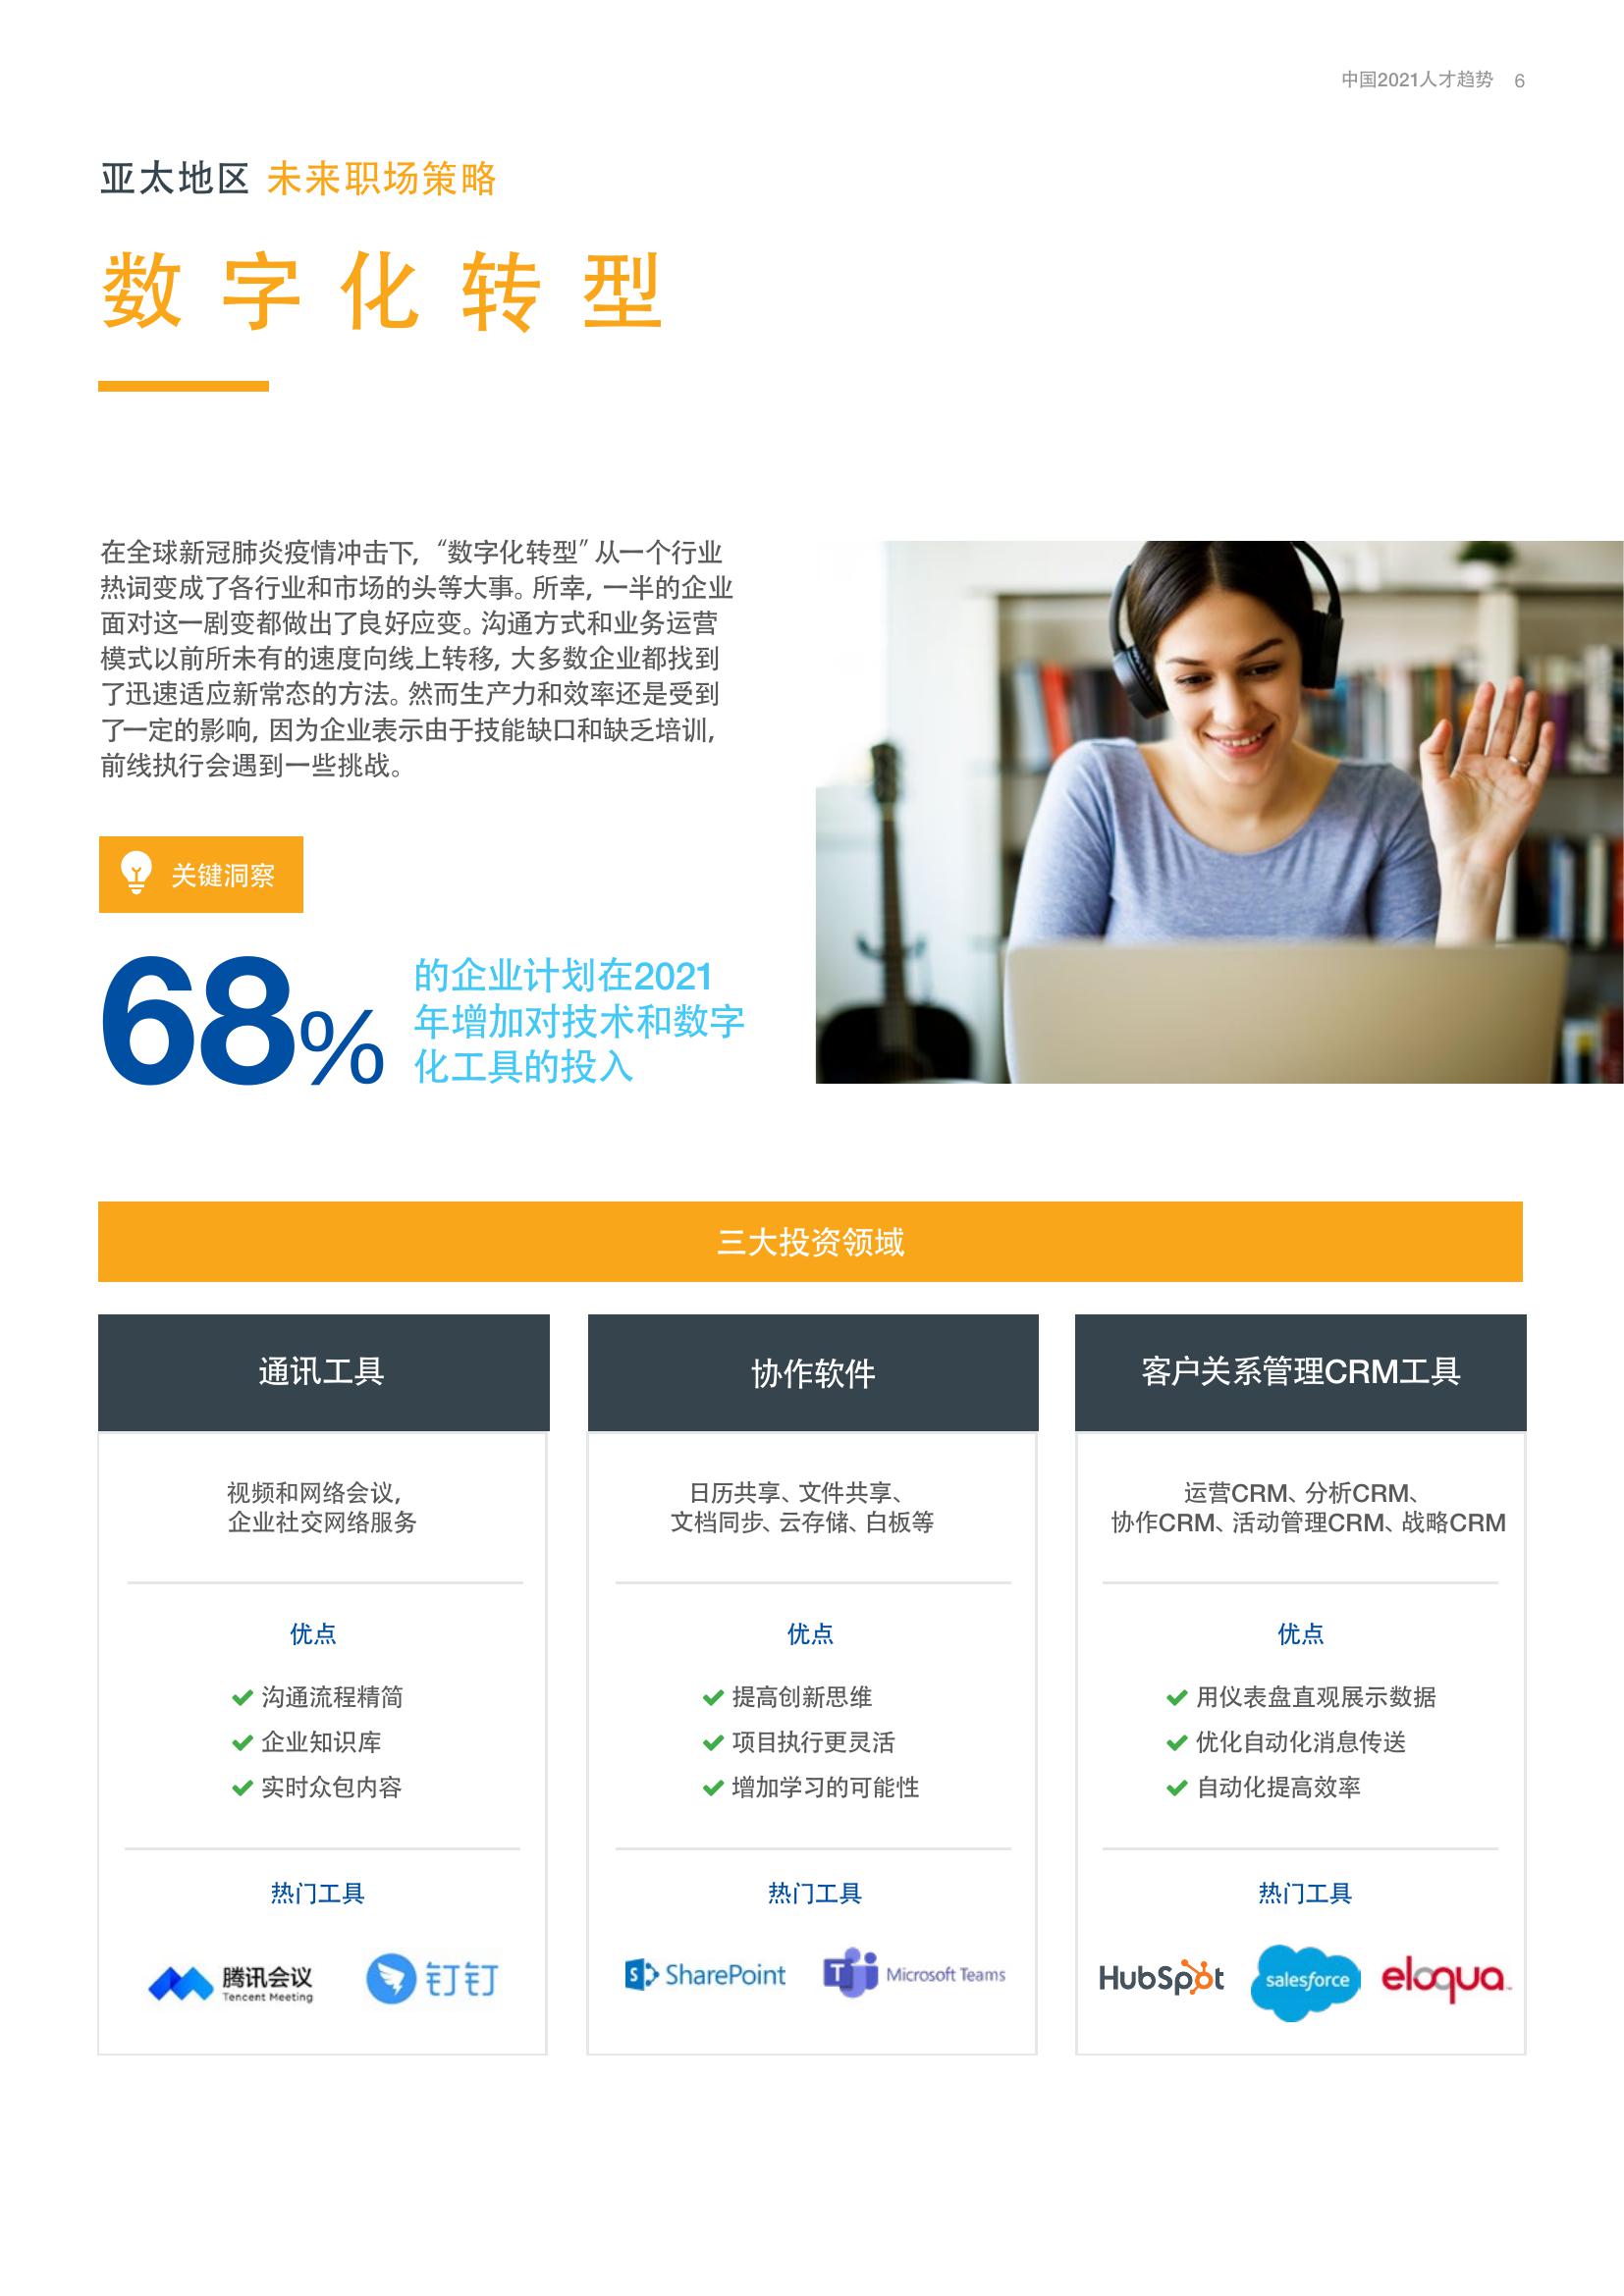 中国2021人才趋势 6
亚太地区 未来职场策略
数字化转型
在全球新冠肺炎疫情冲击下，“数字化转型”从一个行业
热词变成了各行业和市场的头等大事。所幸，一半的企业
面对这一剧变都做出了良好应变。沟通方式和业务运营
模式以前所未有的速度向线上转移，大多数企业都找到
了迅速适应新常态的方法。然而生产力和效率还是受到
了一定的影响，因为企业表示由于技能缺口和缺乏培训，
前线执行会遇到一些挑战。
关键洞察
68%
的企业计划在2021
年增加对技术和数字
化工具的投入
三大投资领域
通讯工具
视频和网络会议，
企业社交网络服务
优点
沟通流程精简
企业知识库
实时众包内容
热门工具
腾讯会议
Tencent Meeting
钉钉
协作软件
日历共享、文件共享、
文档同步、云存储、白板等
优点
提高创新思维
项目执行更灵活
增加学习的可能性
热门工具
SharePoint
Microsoft Teams
客户关系管理CRM工具
运营CRM、分析CRM、
协作CRM、活动管理CRM、战略CRM
优点
用仪表盘直观展示数据
优化自动化消息传送
自动化提高效率
热门工具
HubSpot
salesforce
eloqua